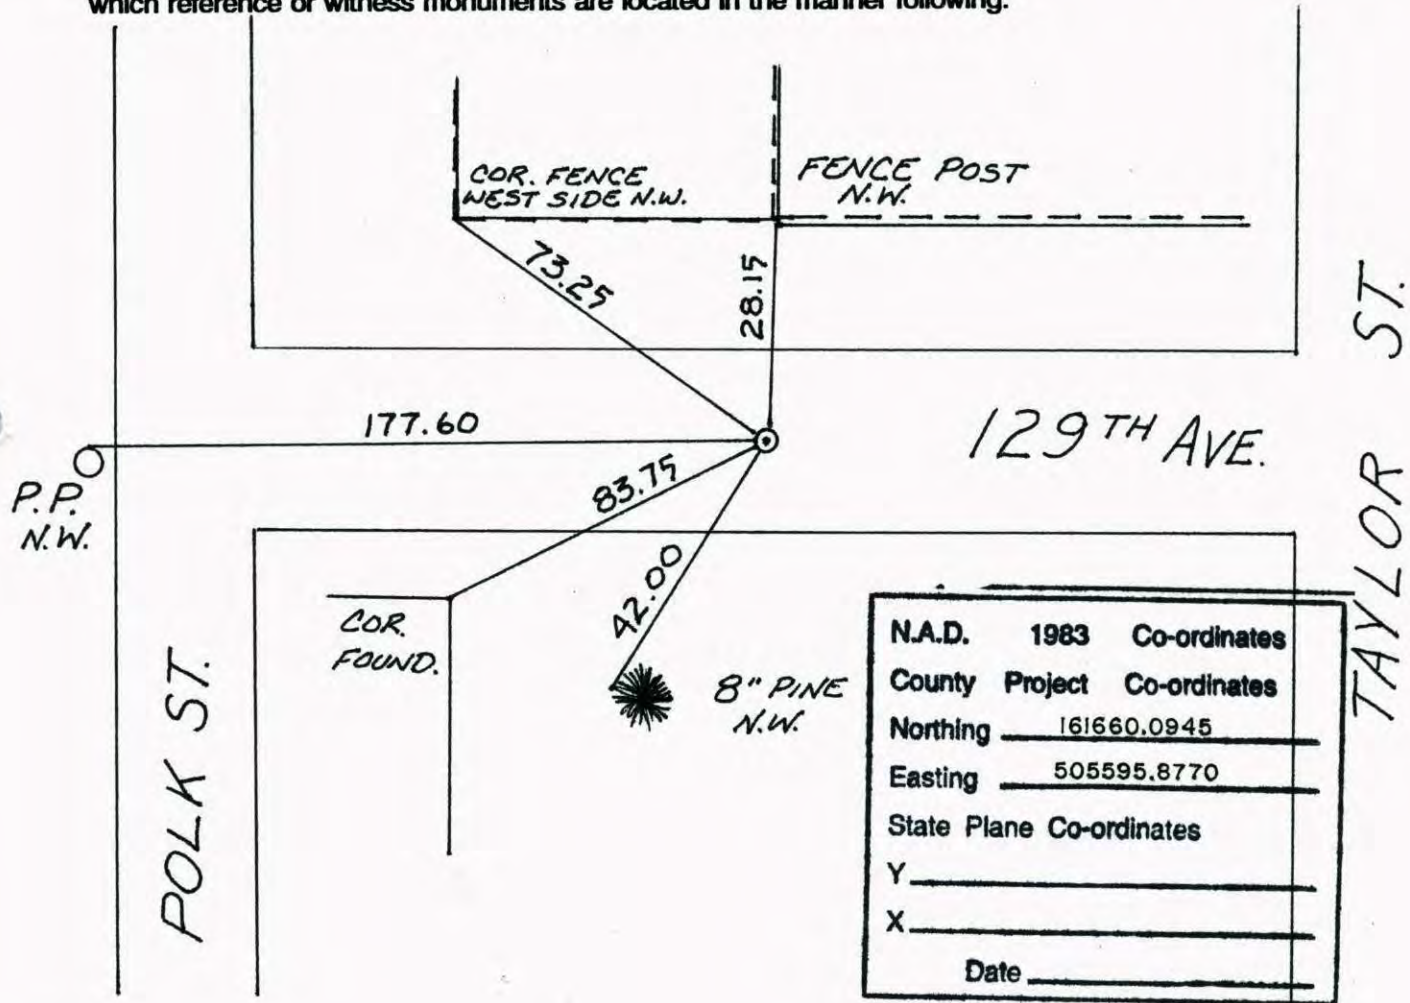 which reference or witness monuments are located in the manner following:
COR. FENCE
WEST SIDE N.W.
FENCE POST
N.W.
73.25
28.15
177.60
129TH AVE.
TAYLOR ST.
P.P.
N.W.
83.75
42.00
COR.
FOUND.
8" PINE
N.W.
POLK ST.
N.A.D. 1983 Co-ordinates
County Project Co-ordinates
Northing 161660.0945
Easting 505595.8770
State Plane Co-ordinates
Y
X
Date